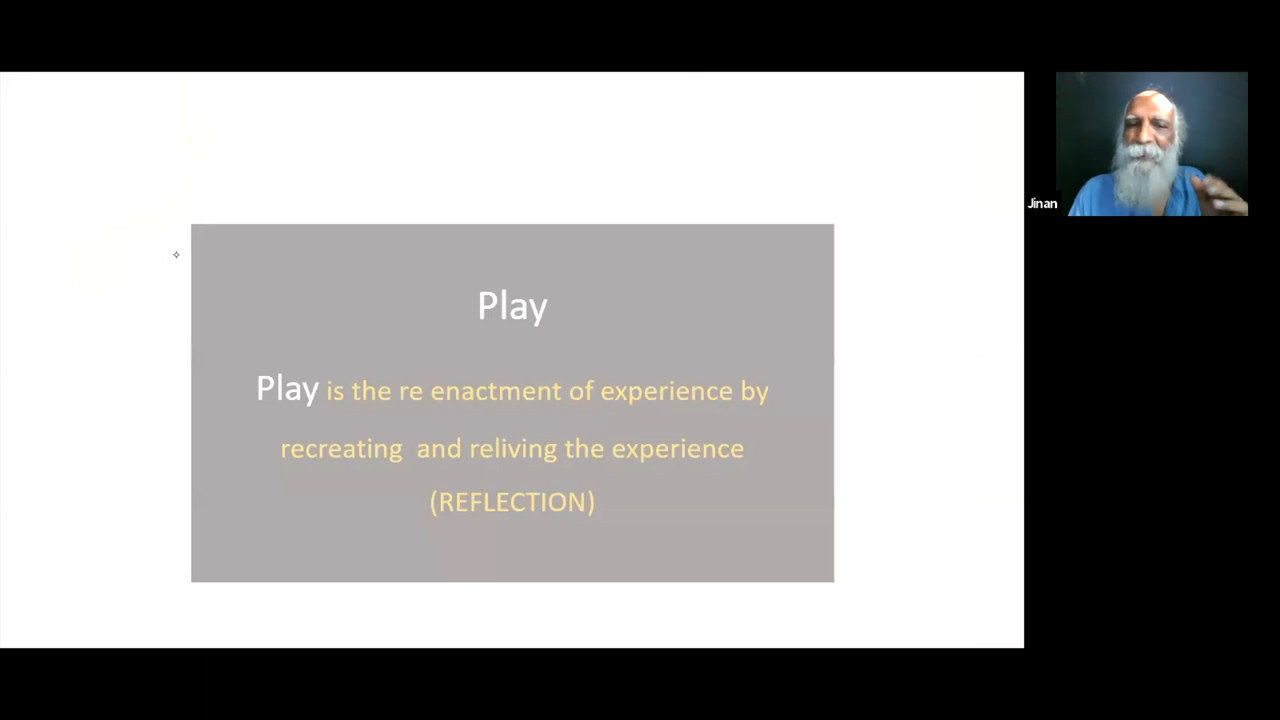 Play
Play is the re enactment of experience by
recreating and reliving the experience
(REFLECTION)
Jinan